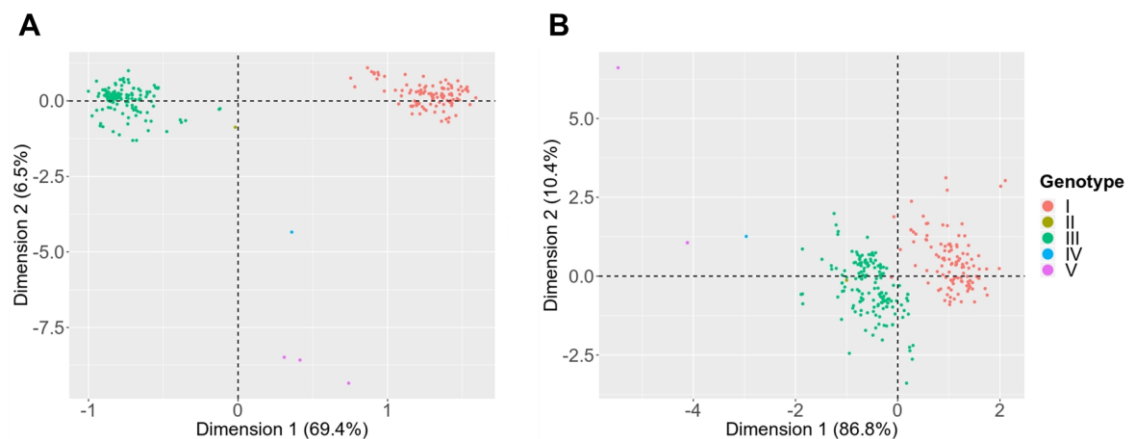 A
0.0
-2.5
-5.0
-7.5
-1
0
1
Dimension 2 (6.5%)
Dimension 1 (69.4%)
B
5.0
2.5
0.0
-2.5
-4
-2
0
2
Dimension 2 (10.4%)
Dimension 1 (86.8%)
Genotype
I
II
III
IV
V